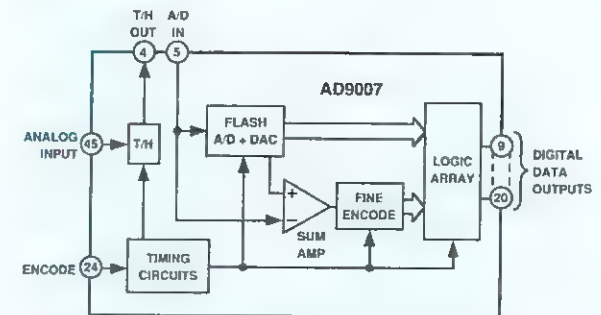 T/H
OUT
A/D
IN
4
5
AD9007
FLASH
A/D + DAC
ANALOG
INPUT
45
T/H
LOGIC
ARRAY
9
20
DIGITAL
DATA
OUTPUTS
+
−
FINE
ENCODE
SUM
AMP
ENCODE
24
TIMING
CIRCUITS